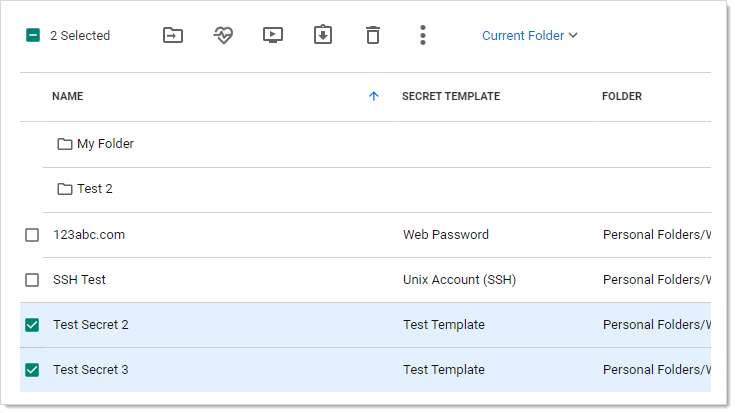 2 Selected Current Folder
NAME SECRET TEMPLATE FOLDER
My Folder
Test 2
123abc.com Web Password Personal Folders/W
SSH Test Unix Account (SSH) Personal Folders/W
Test Secret 2 Test Template Personal Folders/W
Test Secret 3 Test Template Personal Folders/W